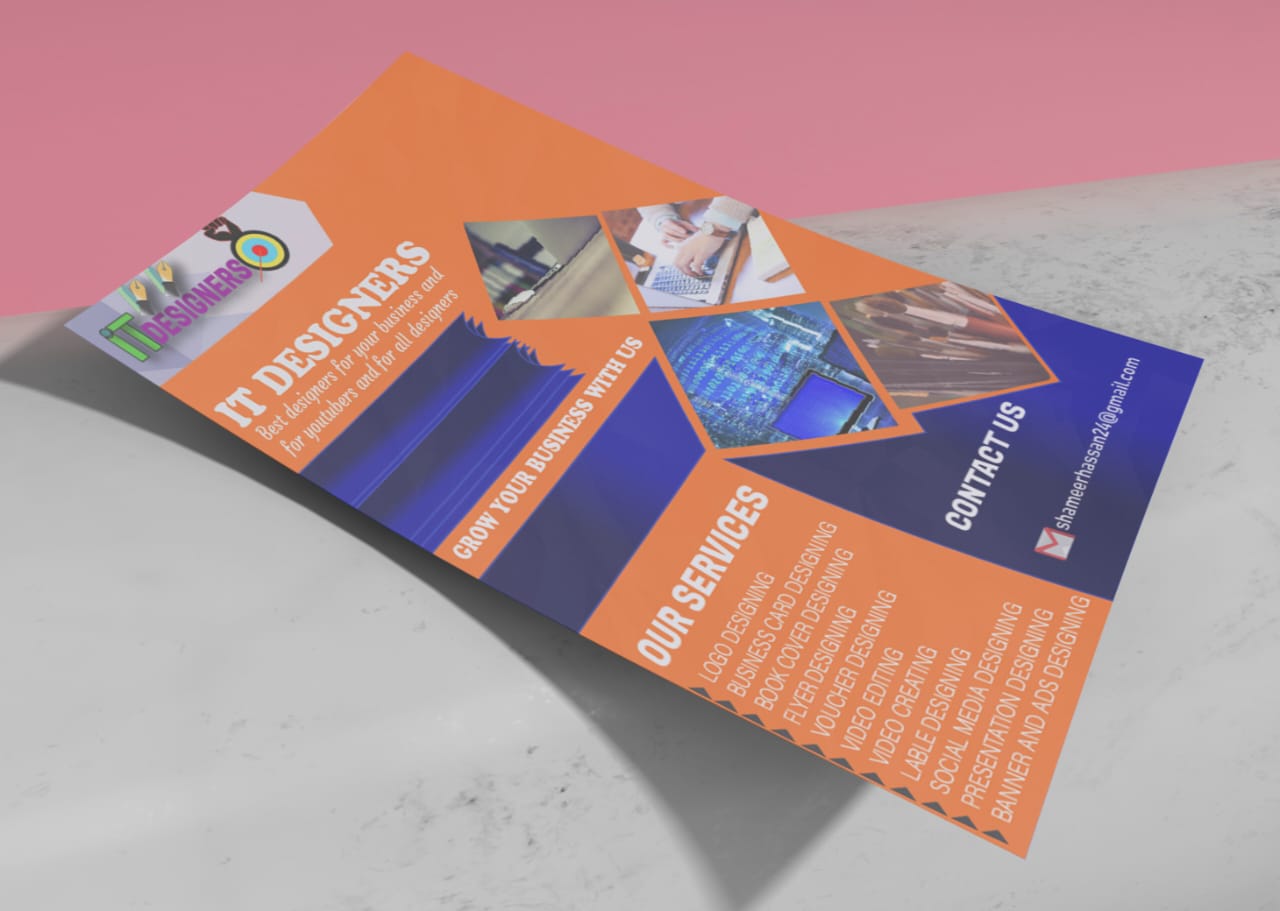 iT DESIGNERS
IT DESIGNERS
Best designers for your business and
for youtubers and for all designers
GROW YOUR BUSINESS WITH US
OUR SERVICES
LOGO DESIGNING
BUSINESS CARD DESIGNING
BOOK COVER DESIGNING
FLYER DESIGNING
VOUCHER DESIGNING
VIDEO EDITING
VIDEO CREATING
LABLE DESIGNING
SOCIAL MEDIA DESIGNING
PRESENTATION DESIGNING
BANNER AND ADS DESIGNING
CONTACT US
shameerhassan24@gmail.com